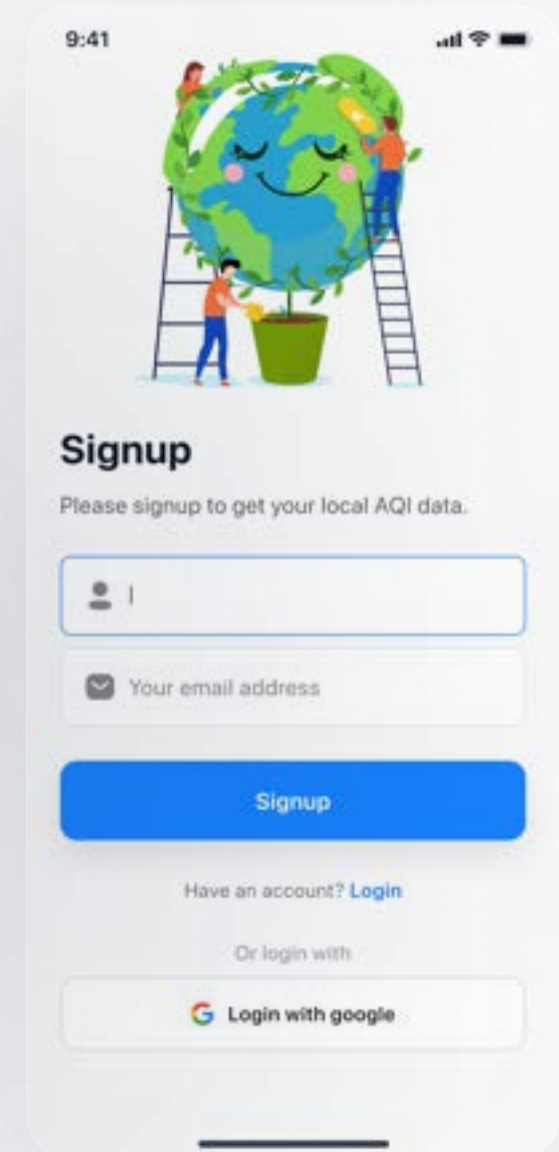 9:41
Signup
Please signup to get your local AQI data.
Your email address
Signup
Have an account? Login
Or login with
Login with google